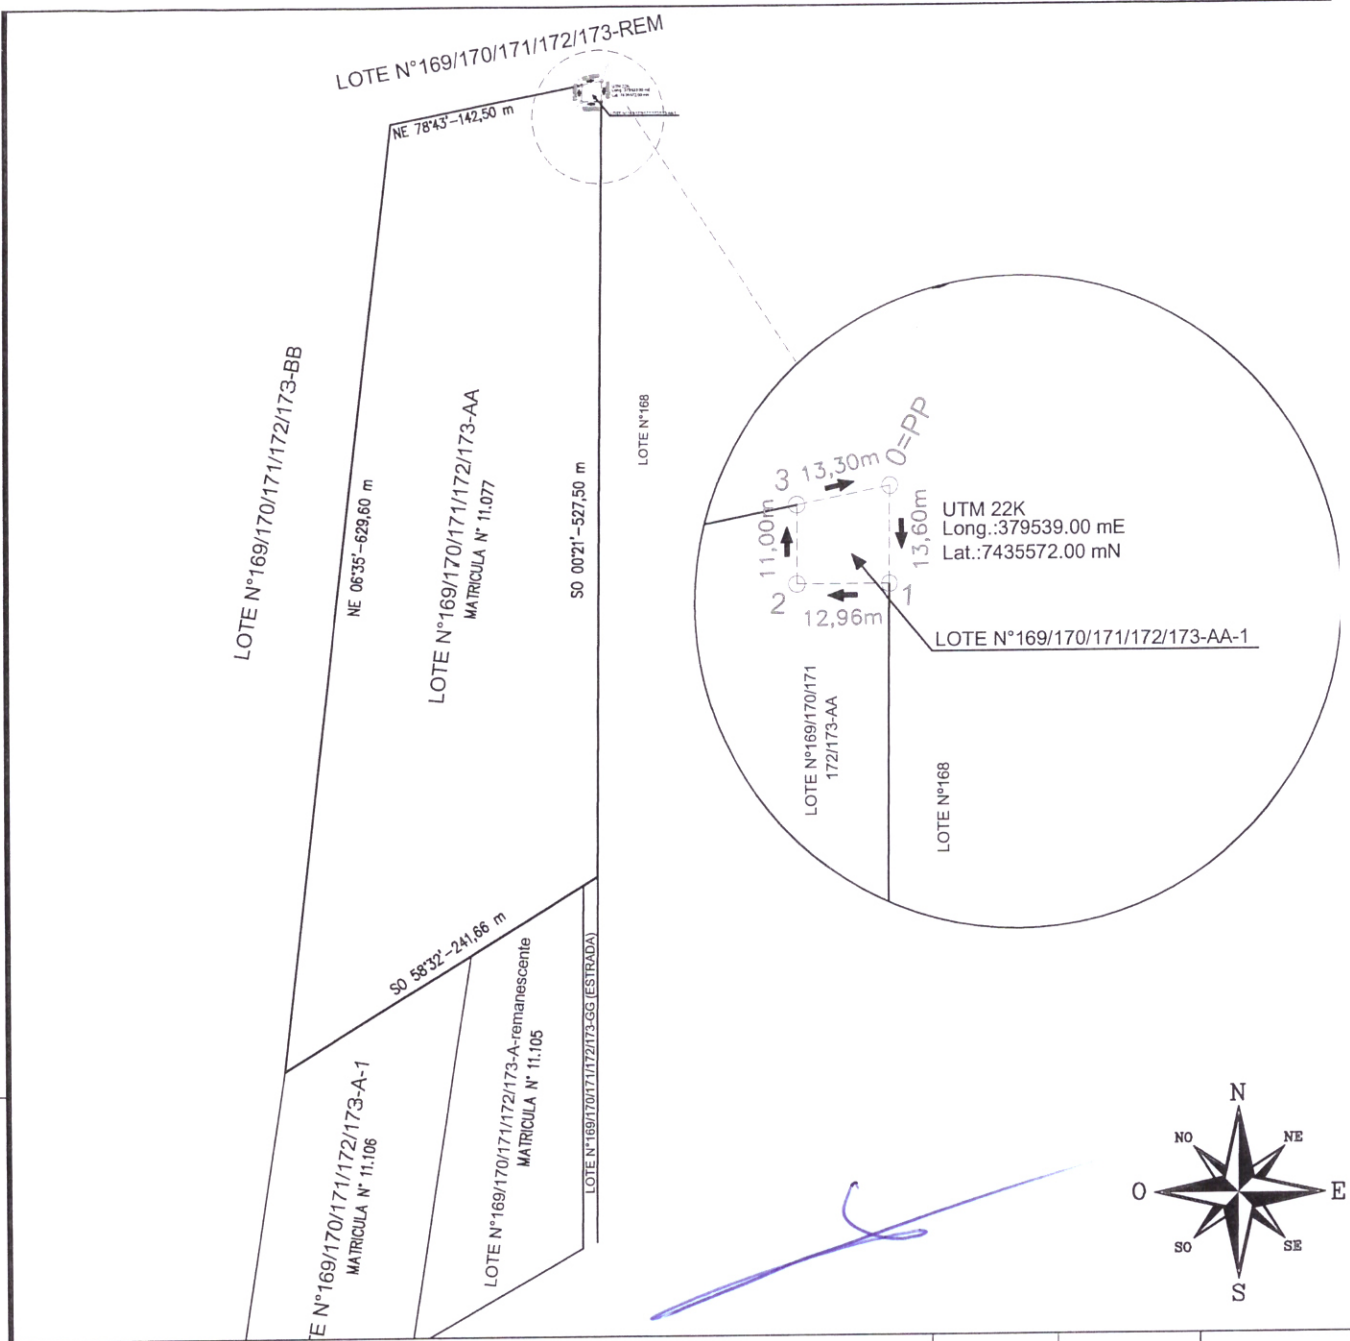 LOTE N°169/170/171/172/173-REM
NE 78°43'-142,50 m
LOTE N°169/170/171/172/173-BB
NE 06°35'-629,60 m
LOTE N°169/170/171/172/173-AA
MATRICULA N° 11.077
SO 00°21'-527,50 m
LOTE N°168
3
13,30m
0=PP
11,00m
13,60m
UTM 22K
Long.:379539.00 mE
Lat.:7435572.00 mN
2
12,96m
1
LOTE N°169/170/171/172/173-AA-1
LOTE Nº169/170/171
172/173-AA
LOTE Nº168
SO 58°32'-241,66 m
TE N°169/170/171/172/173-A-1
MATRICULA N° 11.106
LOTE N°169/170/171/172/173-A-remanescente
MATRICULA N° 11.105
LOTE N°169/170/171/172/173-GG (ESTRADA)
N
NO
NE
O
E
SO
SE
S